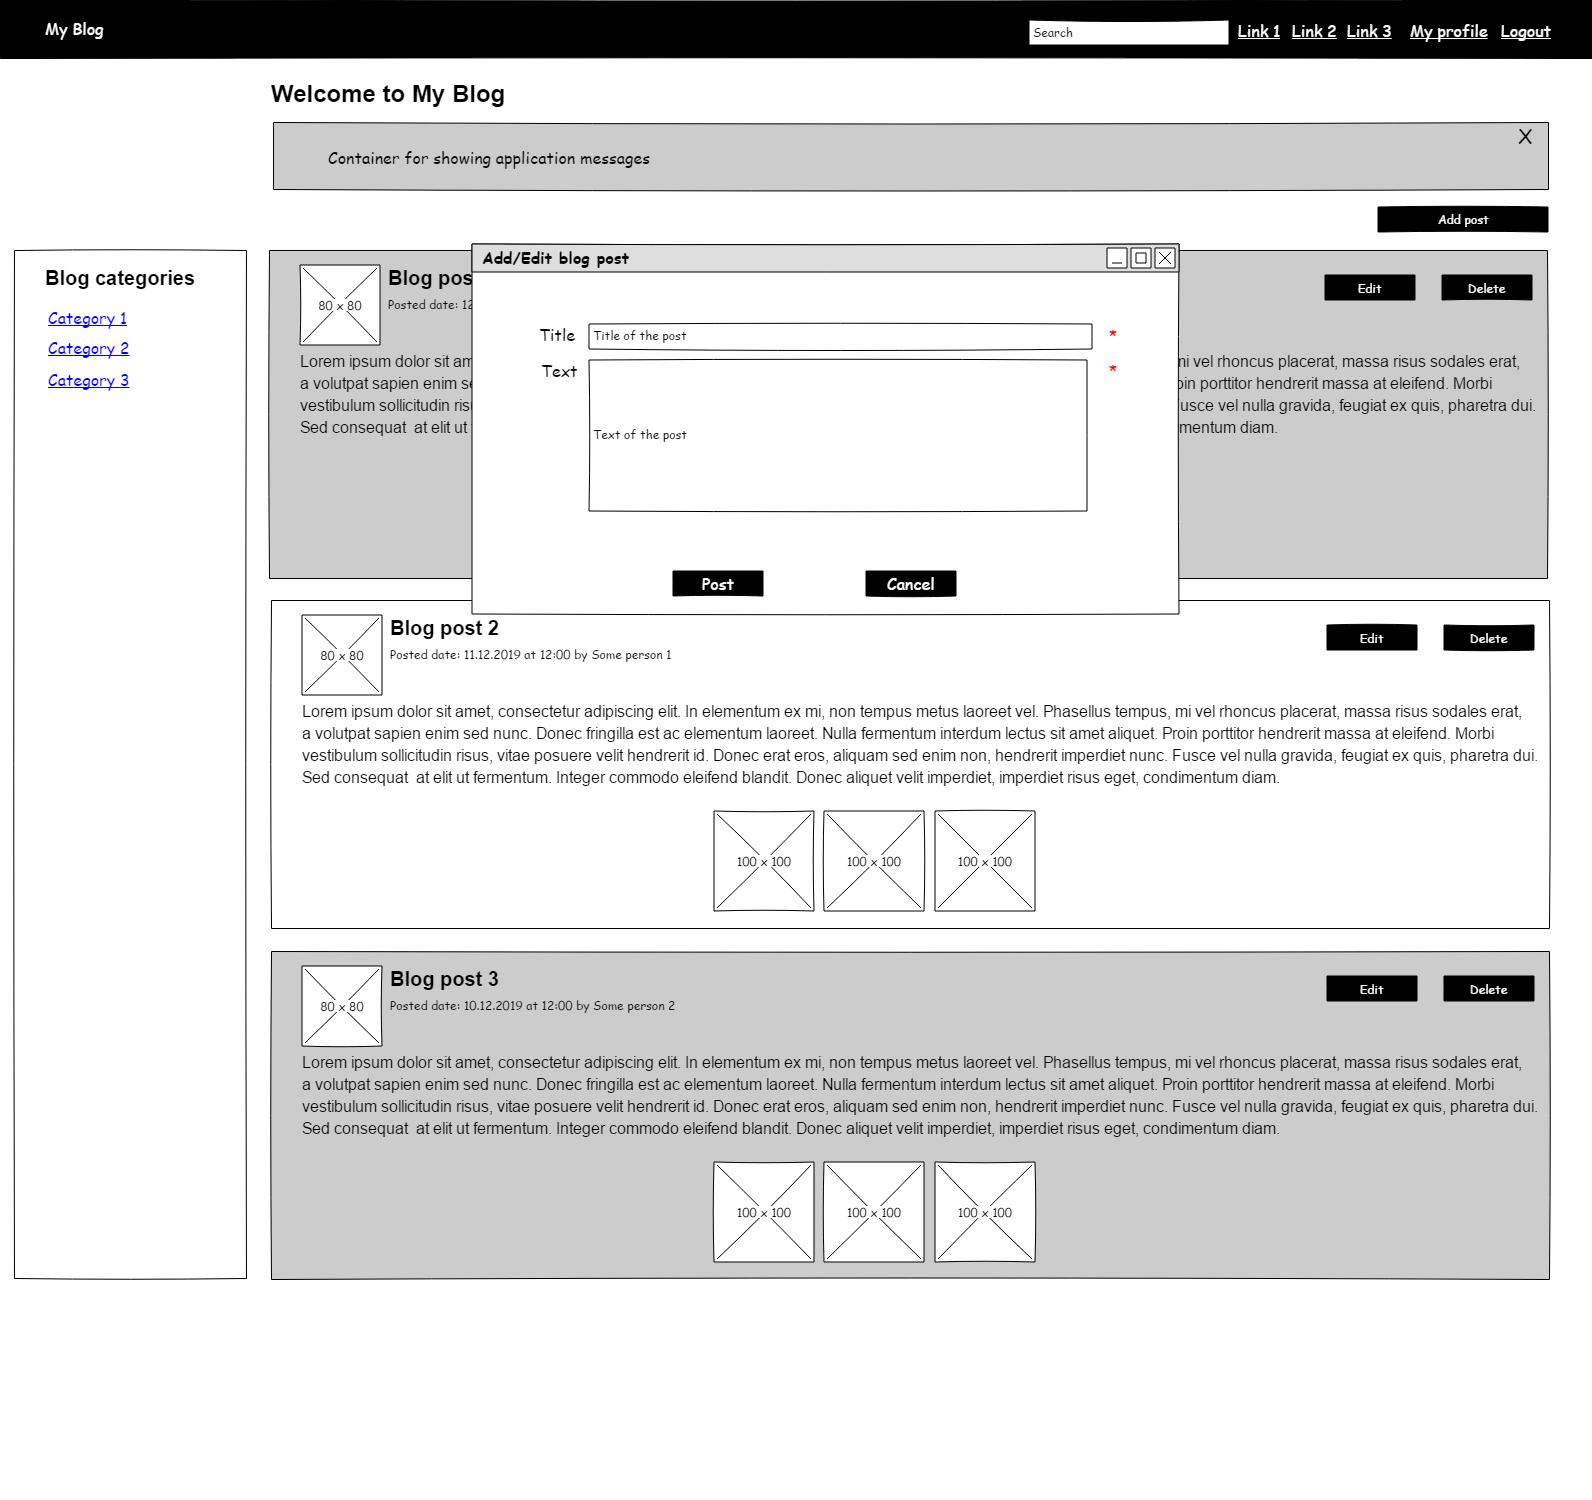 My Blog
Search
Link 1 Link 2 Link 3 My profile Logout
Welcome to My Blog
X
Container for showing application messages
Add post
Blog categories
Category 1
Category 2
Category 3
80 x 80
Blog pos
Posted date: 12
Edit
Delete
Lorem ipsum dolor sit am
mi vel rhoncus placerat, massa risus sodales erat,
a volutpat sapien enim se
oin porttitor hendrerit massa at eleifend. Morbi
vestibulum sollicitudin risu
usce vel nulla gravida, feugiat ex quis, pharetra dui.
Sed consequat  at elit ut
mentum diam.
Add/Edit blog post
Title
Title of the post
*
Text
Text of the post
*
Post
Cancel
80 x 80
Blog post 2
Posted date: 11.12.2019 at 12:00 by Some person 1
Edit
Delete
Lorem ipsum dolor sit amet, consectetur adipiscing elit. In elementum ex mi, non tempus metus laoreet vel. Phasellus tempus, mi vel rhoncus placerat, massa risus sodales erat,
a volutpat sapien enim sed nunc. Donec fringilla est ac elementum laoreet. Nulla fermentum interdum lectus sit amet aliquet. Proin porttitor hendrerit massa at eleifend. Morbi
vestibulum sollicitudin risus, vitae posuere velit hendrerit id. Donec erat eros, aliquam sed enim non, hendrerit imperdiet nunc. Fusce vel nulla gravida, feugiat ex quis, pharetra dui.
Sed consequat  at elit ut fermentum. Integer commodo eleifend blandit. Donec aliquet velit imperdiet, imperdiet risus eget, condimentum diam.
100 x 100
100 x 100
100 x 100
80 x 80
Blog post 3
Posted date: 10.12.2019 at 12:00 by Some person 2
Edit
Delete
Lorem ipsum dolor sit amet, consectetur adipiscing elit. In elementum ex mi, non tempus metus laoreet vel. Phasellus tempus, mi vel rhoncus placerat, massa risus sodales erat,
a volutpat sapien enim sed nunc. Donec fringilla est ac elementum laoreet. Nulla fermentum interdum lectus sit amet aliquet. Proin porttitor hendrerit massa at eleifend. Morbi
vestibulum sollicitudin risus, vitae posuere velit hendrerit id. Donec erat eros, aliquam sed enim non, hendrerit imperdiet nunc. Fusce vel nulla gravida, feugiat ex quis, pharetra dui.
Sed consequat  at elit ut fermentum. Integer commodo eleifend blandit. Donec aliquet velit imperdiet, imperdiet risus eget, condimentum diam.
100 x 100
100 x 100
100 x 100